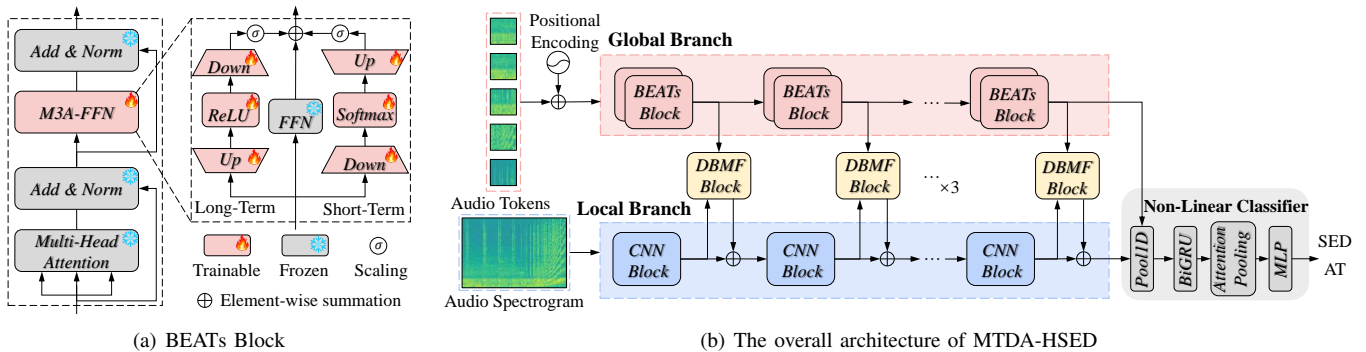 Add & Norm
M3A-FFN
Add & Norm
Multi-Head
Attention
σ
σ
Down
ReLU
Up
FFN
Up
Softmax
Down
Long-Term
Short-Term
Trainable
Frozen
σ
Scaling
Element-wise summation
(a) BEATs Block
Positional
Encoding
Global Branch
BEATs
Block
BEATs
Block
...
BEATs
Block
DBMF
Block
DBMF
Block
...
×3
DBMF
Block
Audio Tokens
Local Branch
CNN
Block
CNN
Block
...
CNN
Block
Audio Spectrogram
Non-Linear Classifier
Pool1D
BiGRU
Attention
Pooling
MLP
SED
AT
(b) The overall architecture of MTDA-HSED